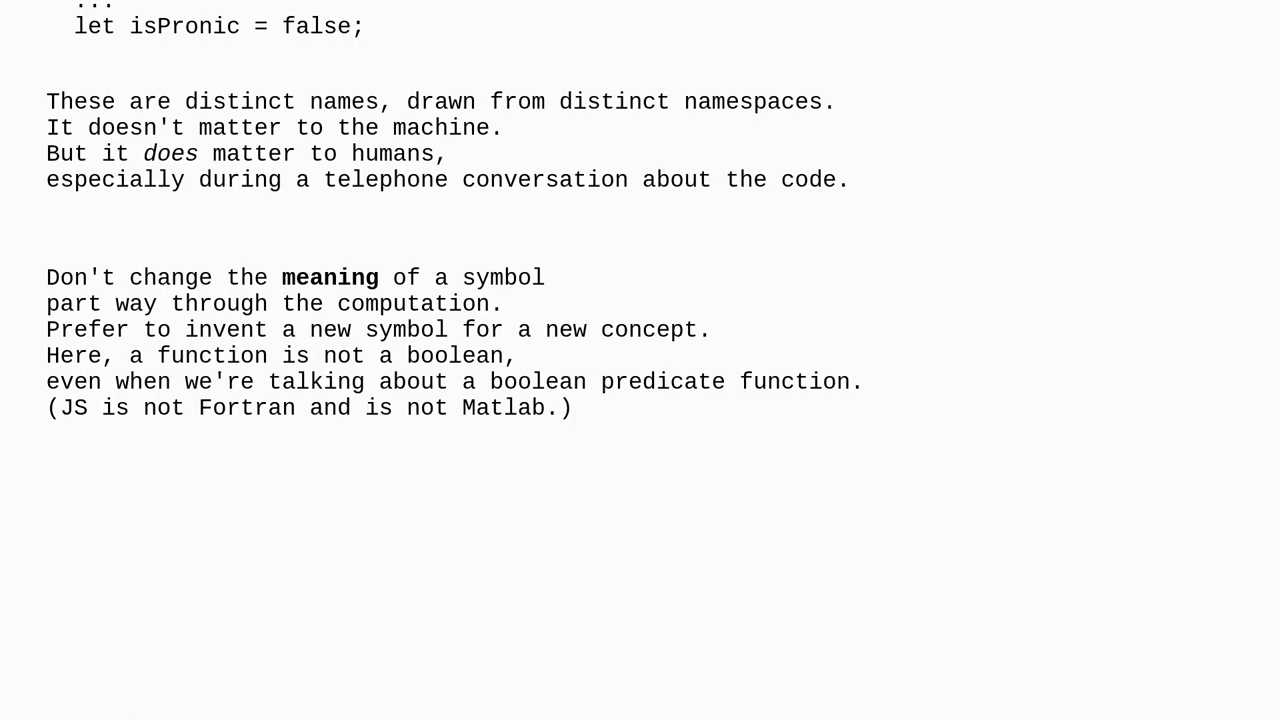 ...
let isPronic = false;
These are distinct names, drawn from distinct namespaces.
It doesn't matter to the machine.
But it does matter to humans,
especially during a telephone conversation about the code.
Don't change the meaning of a symbol
part way through the computation.
Prefer to invent a new symbol for a new concept.
Here, a function is not a boolean,
even when we're talking about a boolean predicate function.
(JS is not Fortran and is not Matlab.)